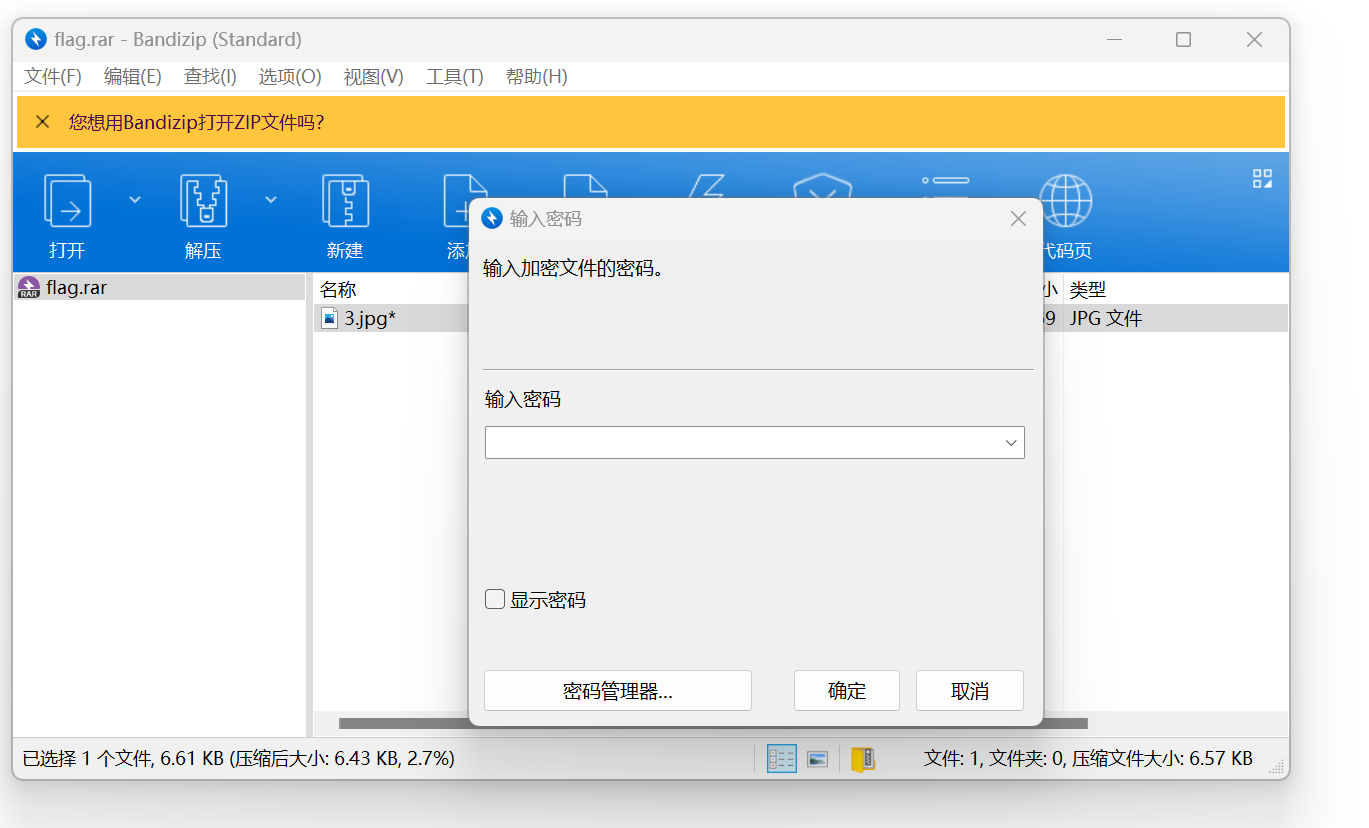 flag.rar - Bandizip (Standard)
文件(F) 编辑(E) 查找(I) 选项(O) 视图(V) 工具(T) 帮助(H)
您想用Bandizip打开ZIP文件吗?
打开 解压 新建 添 代码页
flag.rar
RAR
名称 小 类型
3.jpg* 9 JPG 文件
输入密码
输入加密文件的密码。
输入密码
显示密码
密码管理器... 确定 取消
已选择 1 个文件, 6.61 KB (压缩后大小: 6.43 KB, 2.7%) 文件: 1, 文件夹: 0, 压缩文件大小: 6.57 KB